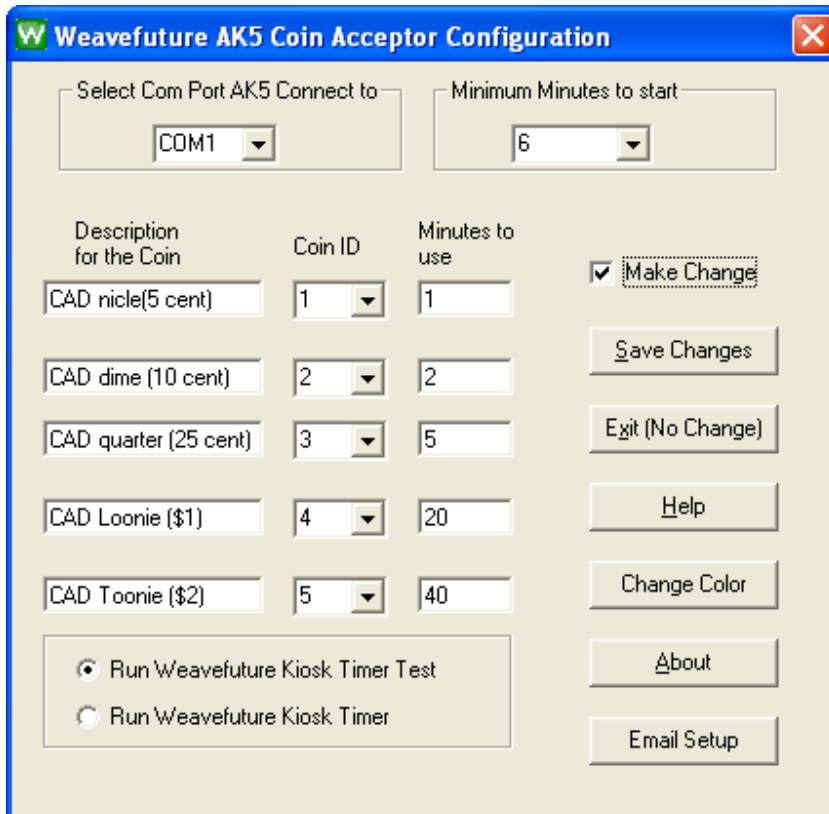 W Weavefuture AK5 Coin Acceptor Configuration
Select Com Port AK5 Connect to
Minimum Minutes to start
COM1
6
Description
for the Coin
Coin ID
Minutes to
use
Make Change
CAD nicle(5 cent)
1
1
Save Changes
CAD dime (10 cent)
2
2
CAD quarter (25 cent)
3
5
Exit (No Change)
CAD Loonie ($1)
4
20
Help
CAD Toonie ($2)
5
40
Change Color
Run Weavefuture Kiosk Timer Test
Run Weavefuture Kiosk Timer
About
Email Setup